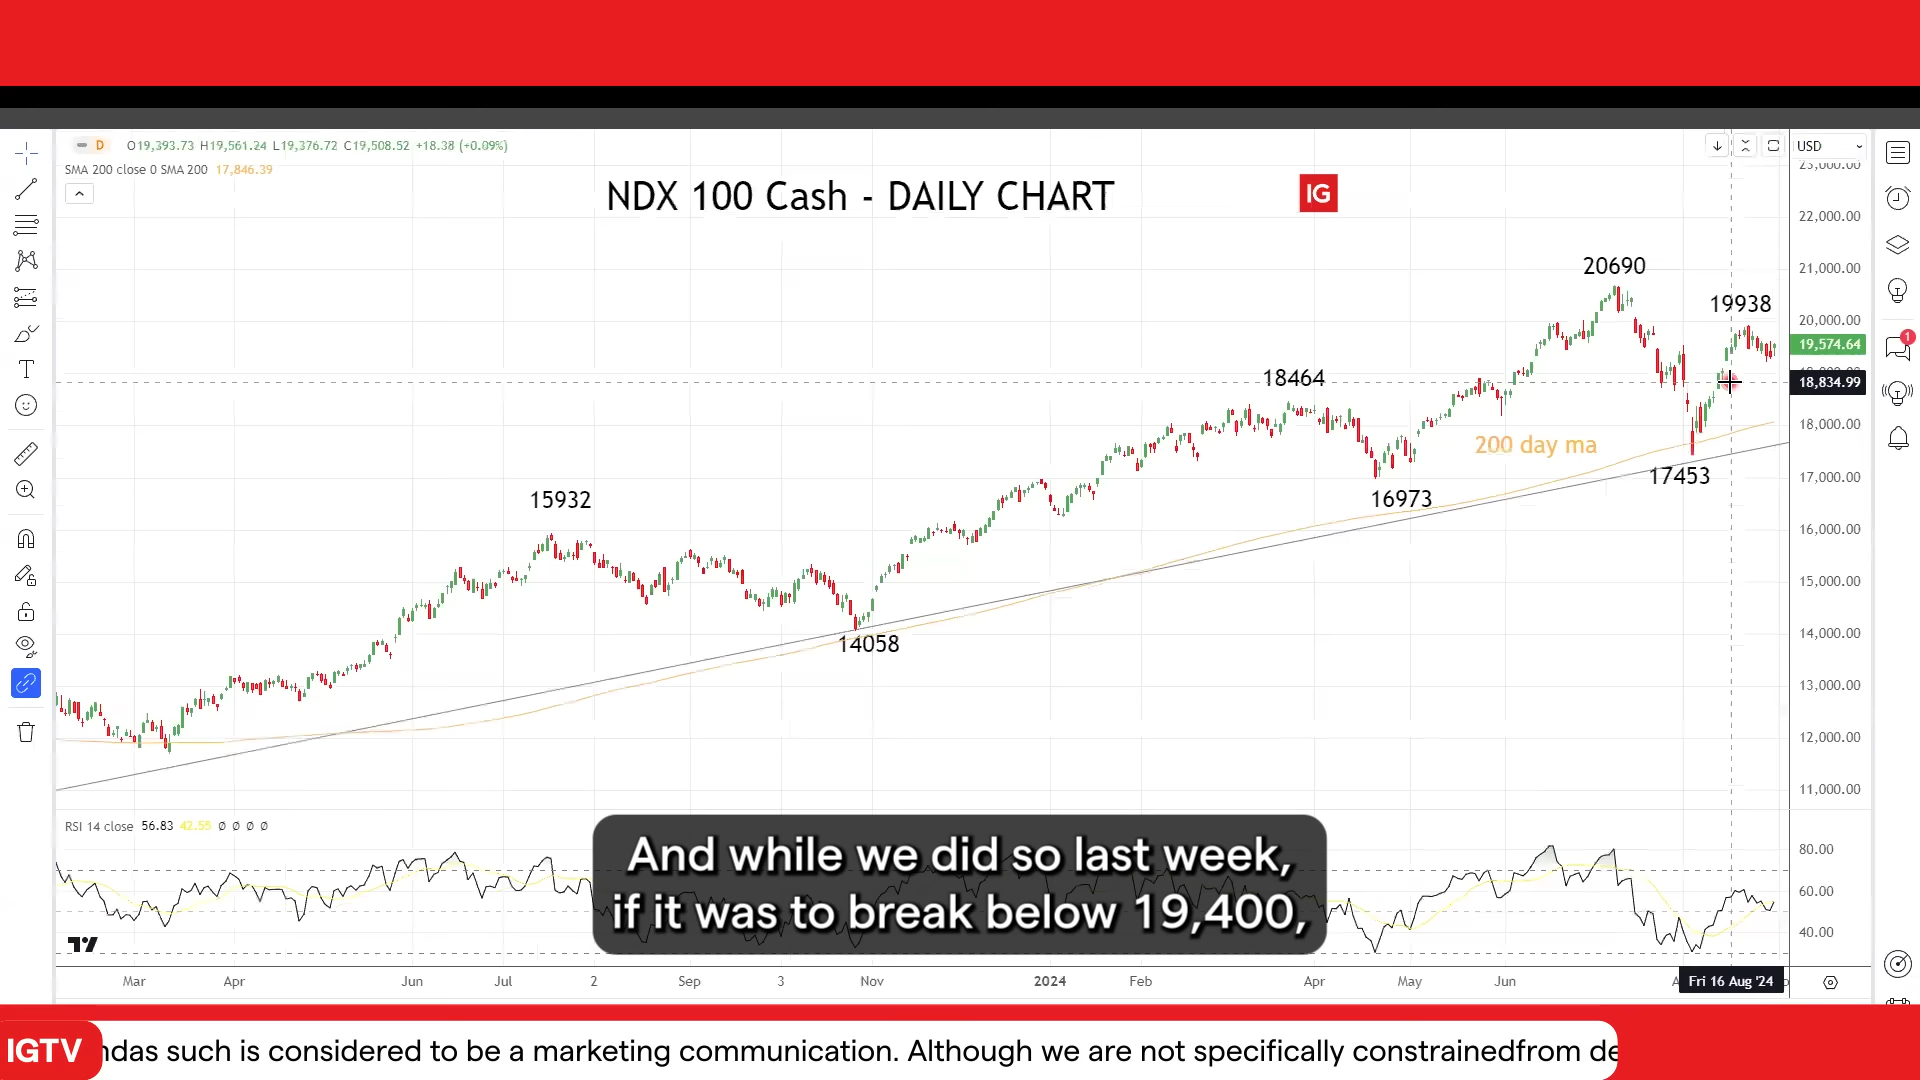 D O19,393.73 H19,561.24 L19,376.72 C19,508.52 +18.38 (+0.09%)
SMA 200 close 0 SMA 200 17,846.39
NDX 100 Cash - DAILY CHART
IG
USD
23,000.00
22,000.00
21,000.00
20,000.00
19,574.64
18,834.99
18,000.00
17,000.00
16,000.00
15,000.00
14,000.00
13,000.00
12,000.00
11,000.00
20690
19938
18464
200 day ma
17453
16973
15932
14058
1
RSI 14 close 56.83 42.55 Ø Ø Ø Ø
80.00
60.00
40.00
And while we did so last week,
if it was to break below 19,400,
Mar Apr Jun Jul 2 Sep 3 Nov 2024 Feb Apr May Jun Fri 16 Aug '24
IGTV ndas such is considered to be a marketing communication. Although we are not specifically constrainedfrom de